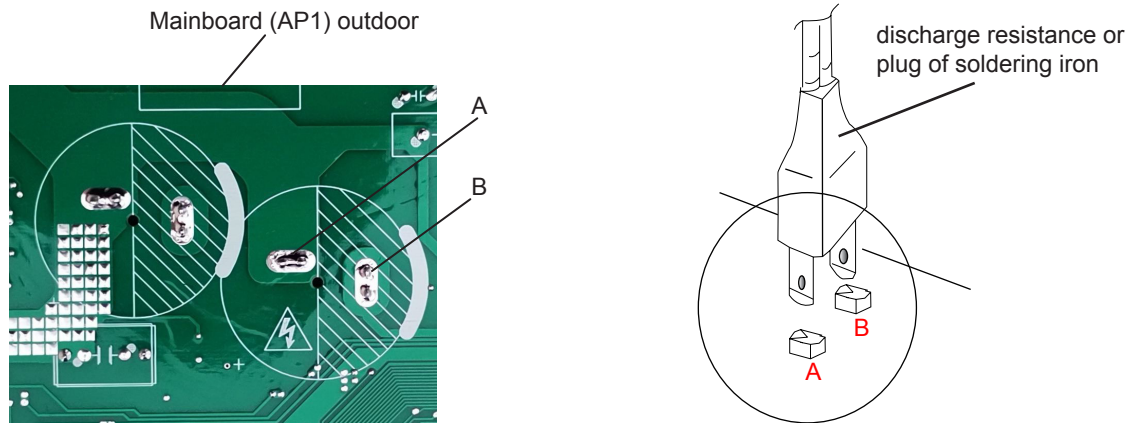 Mainboard (AP1) outdoor
A
B
discharge resistance or
plug of soldering iron
B
A